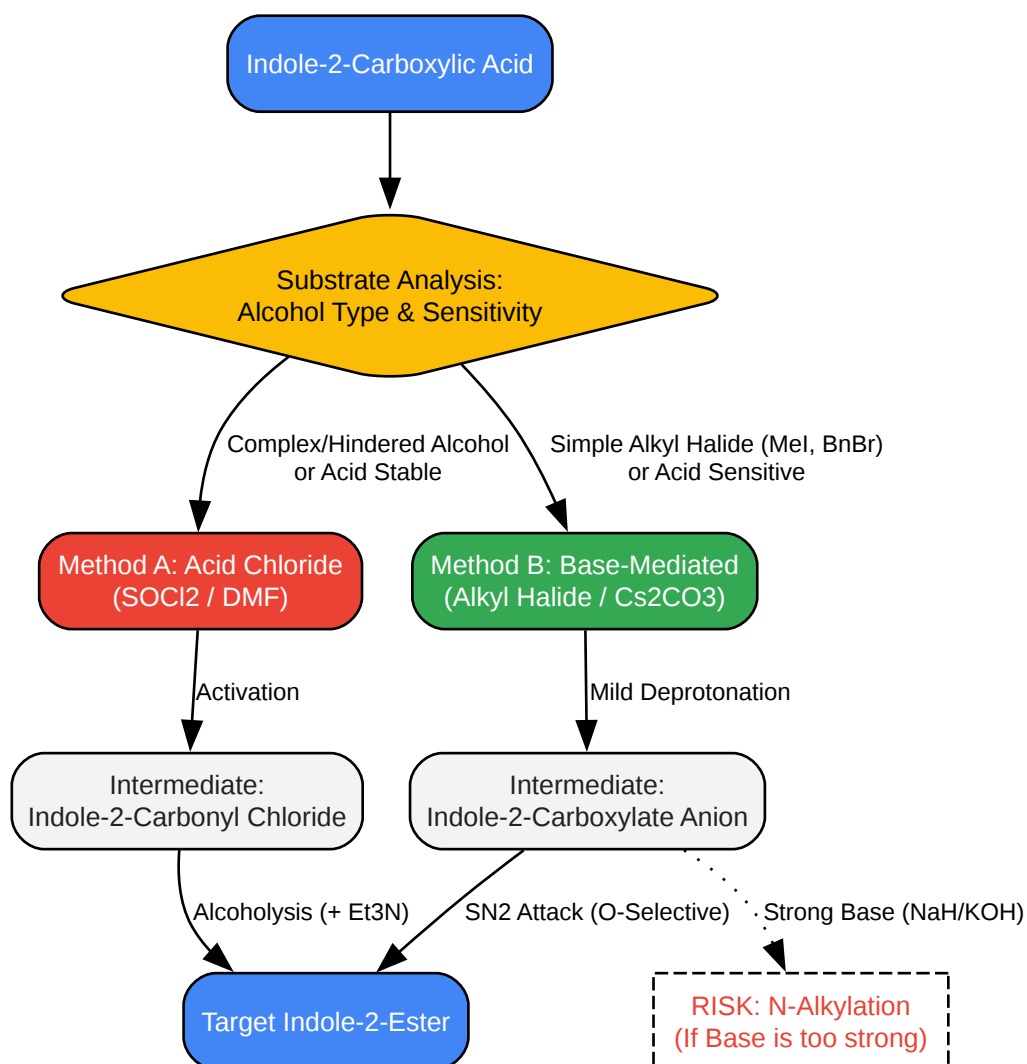 Indole-2-Carboxylic Acid
Substrate Analysis:
Alcohol Type & Sensitivity
Complex/Hindered Alcohol
or Acid Stable
Simple Alkyl Halide (MeI, BnBr)
or Acid Sensitive
Method A: Acid Chloride
(SOCl2 / DMF)
Method B: Base-Mediated
(Alkyl Halide / Cs2CO3)
Activation
Mild Deprotonation
Intermediate:
Indole-2-Carbonyl Chloride
Intermediate:
Indole-2-Carboxylate Anion
Alcoholysis (+ Et3N)
SN2 Attack (O-Selective)
Strong Base (NaH/KOH)
Target Indole-2-Ester
RISK: N-Alkylation
(If Base is too strong)